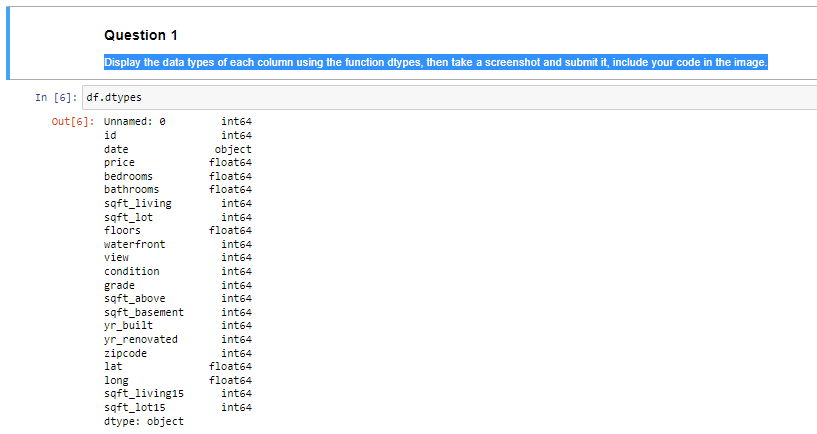 Question 1
Display the data types of each column using the function dtypes, then take a screenshot and submit it, include your code in the image.
In [6]: df.dtypes
Out[6]: Unnamed: 0 int64
id int64
date object
price float64
bedrooms float64
bathrooms float64
sqft_living int64
sqft_lot int64
floors float64
waterfront int64
view int64
condition int64
grade int64
sqft_above int64
sqft_basement int64
yr_built int64
yr_renovated int64
zipcode int64
lat float64
long float64
sqft_living15 int64
sqft_lot15 int64
dtype: object